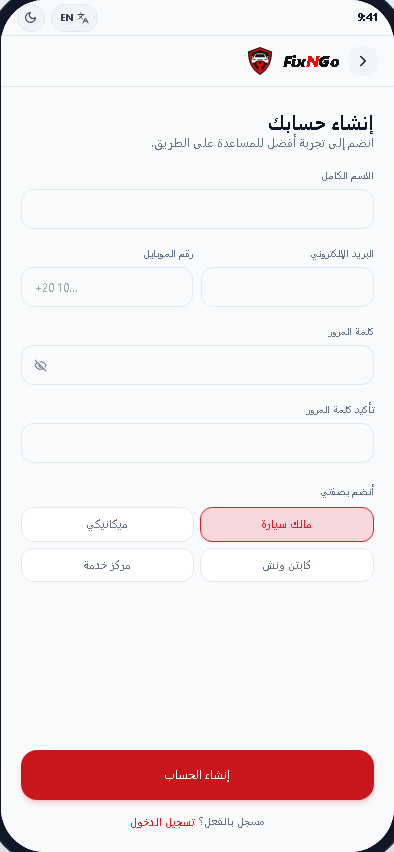 9:41
EN
FixNGo
إنشاء حسابك
انضم إلى تجربة أفضل للمساعدة على الطريق.
الاسم الكامل
البريد الإلكتروني
رقم الموبايل
+20 10...
كلمة المرور
تأكيد كلمة المرور
أنضم بصفتي
مالك سيارة
ميكانيكي
كابتن ونش
مركز خدمة
إنشاء الحساب
مسجل بالفعل؟ تسجيل الدخول